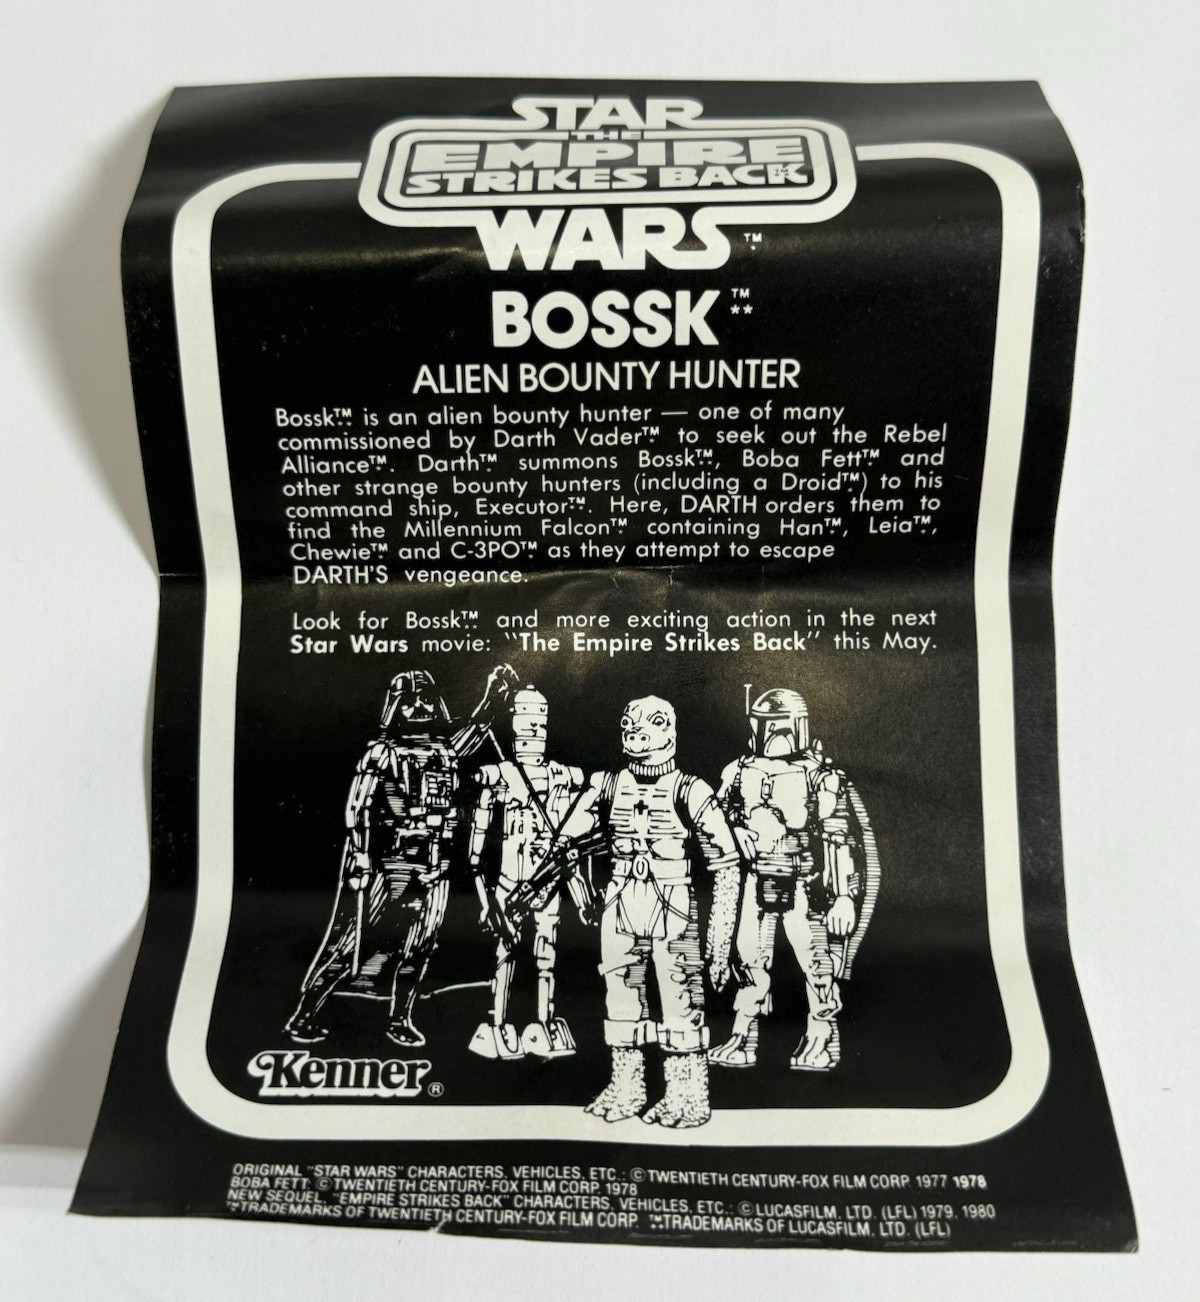 STAR
THE
EMPIRE
STRIKES BACK™
WARS™
BOSSK™**
ALIEN BOUNTY HUNTER
Bossk™ is an alien bounty hunter — one of many
commissioned by Darth Vader™ to seek out the Rebel
Alliance™. Darth™ summons Bossk™, Boba Fett™ and
other strange bounty hunters (including a Droid™) to his
command ship, Executor™. Here, DARTH orders them to
find the Millennium Falcon™ containing Han™, Leia™,
Chewie™ and C-3PO™ as they attempt to escape
DARTH'S vengeance.
Look for Bossk™ and more exciting action in the next
Star Wars movie: "The Empire Strikes Back" this May.
Kenner®
ORIGINAL "STAR WARS" CHARACTERS, VEHICLES, ETC.: © TWENTIETH CENTURY-FOX FILM CORP. 1977 1978
BOBA FETT: © TWENTIETH CENTURY-FOX FILM CORP. 1978
NEW SEQUEL, "EMPIRE STRIKES BACK" CHARACTERS, VEHICLES, ETC.: © LUCASFILM, LTD. (LFL) 1979, 1980
™TRADEMARKS OF TWENTIETH CENTURY-FOX FILM CORP. ™TRADEMARKS OF LUCASFILM, LTD. (LFL)